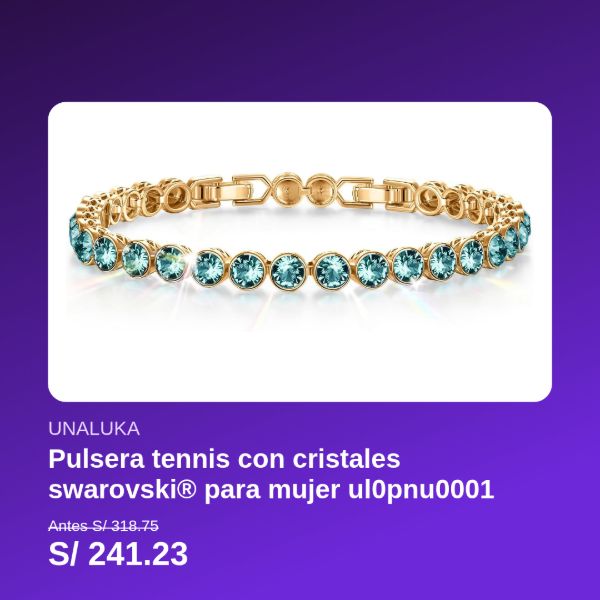 UNALUKA
Pulsera tennis con cristales
swarovski® para mujer ul0pnu0001
Antes S/ 318.75
S/ 241.23